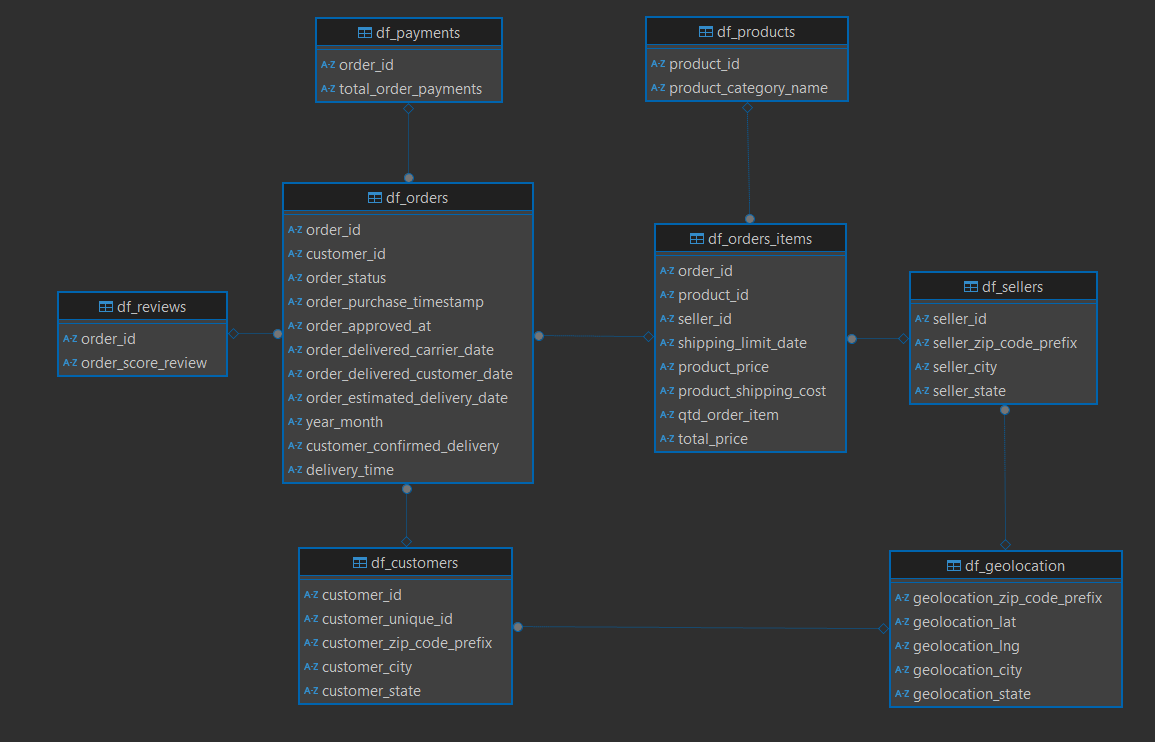 df_payments
A-Z order_id
A-Z total_order_payments
df_products
A-Z product_id
A-Z product_category_name
df_orders
A-Z order_id
A-Z customer_id
A-Z order_status
A-Z order_purchase_timestamp
A-Z order_approved_at
A-Z order_delivered_carrier_date
A-Z order_delivered_customer_date
A-Z order_estimated_delivery_date
A-Z year_month
A-Z customer_confirmed_delivery
A-Z delivery_time
df_orders_items
A-Z order_id
A-Z product_id
A-Z seller_id
A-Z shipping_limit_date
A-Z product_price
A-Z product_shipping_cost
A-Z qtd_order_item
A-Z total_price
df_sellers
A-Z seller_id
A-Z seller_zip_code_prefix
A-Z seller_city
A-Z seller_state
df_reviews
A-Z order_id
A-Z order_score_review
df_customers
A-Z customer_id
A-Z customer_unique_id
A-Z customer_zip_code_prefix
A-Z customer_city
A-Z customer_state
df_geolocation
A-Z geolocation_zip_code_prefix
A-Z geolocation_lat
A-Z geolocation_lng
A-Z geolocation_city
A-Z geolocation_state